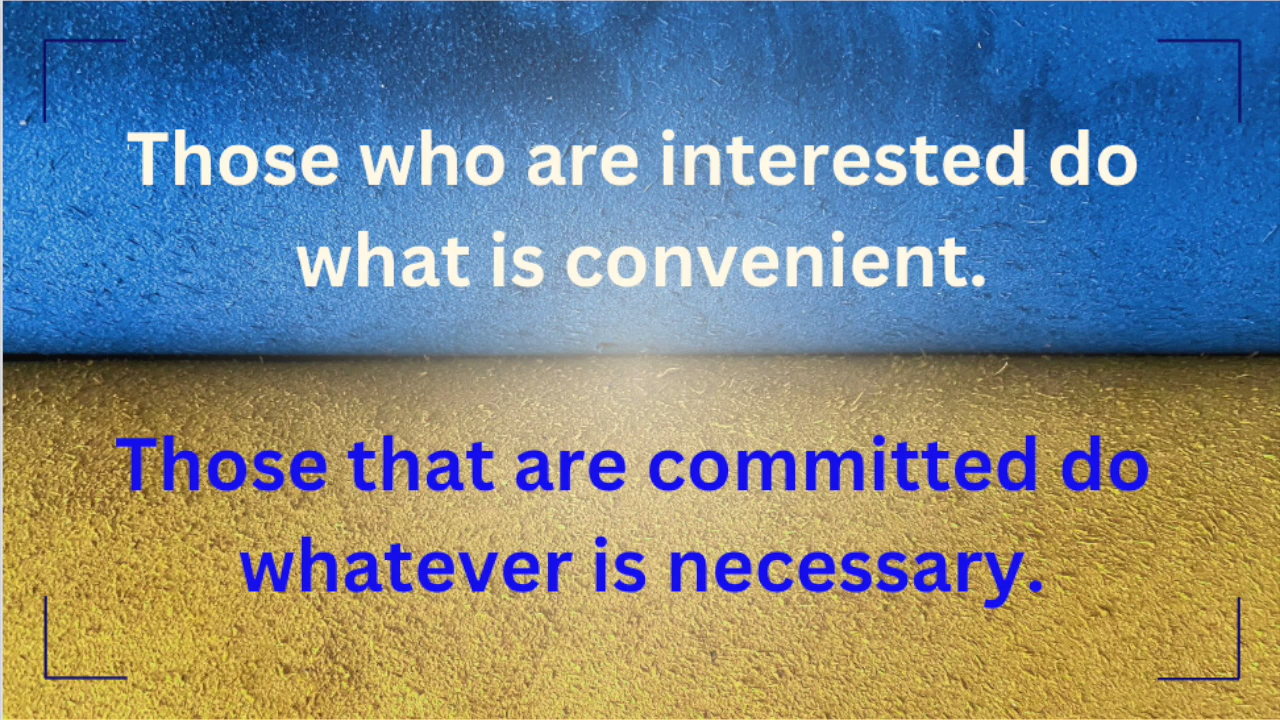 Those who are interested do
what is convenient.
Those that are committed do
whatever is necessary.